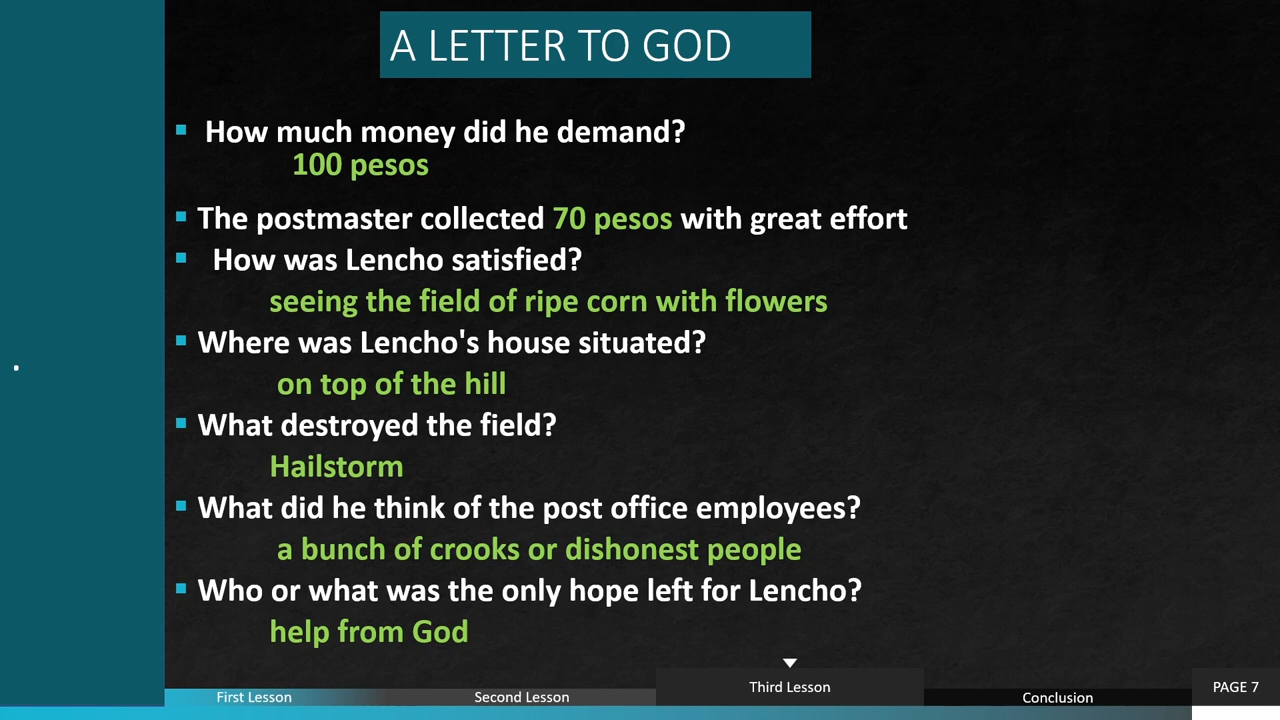 A LETTER TO GOD
How much money did he demand?
100 pesos
The postmaster collected 70 pesos with great effort
How was Lencho satisfied?
seeing the field of ripe corn with flowers
Where was Lencho's house situated?
on top of the hill
What destroyed the field?
Hailstorm
What did he think of the post office employees?
a bunch of crooks or dishonest people
Who or what was the only hope left for Lencho?
help from God
First Lesson
Second Lesson
Third Lesson
Conclusion
PAGE 7